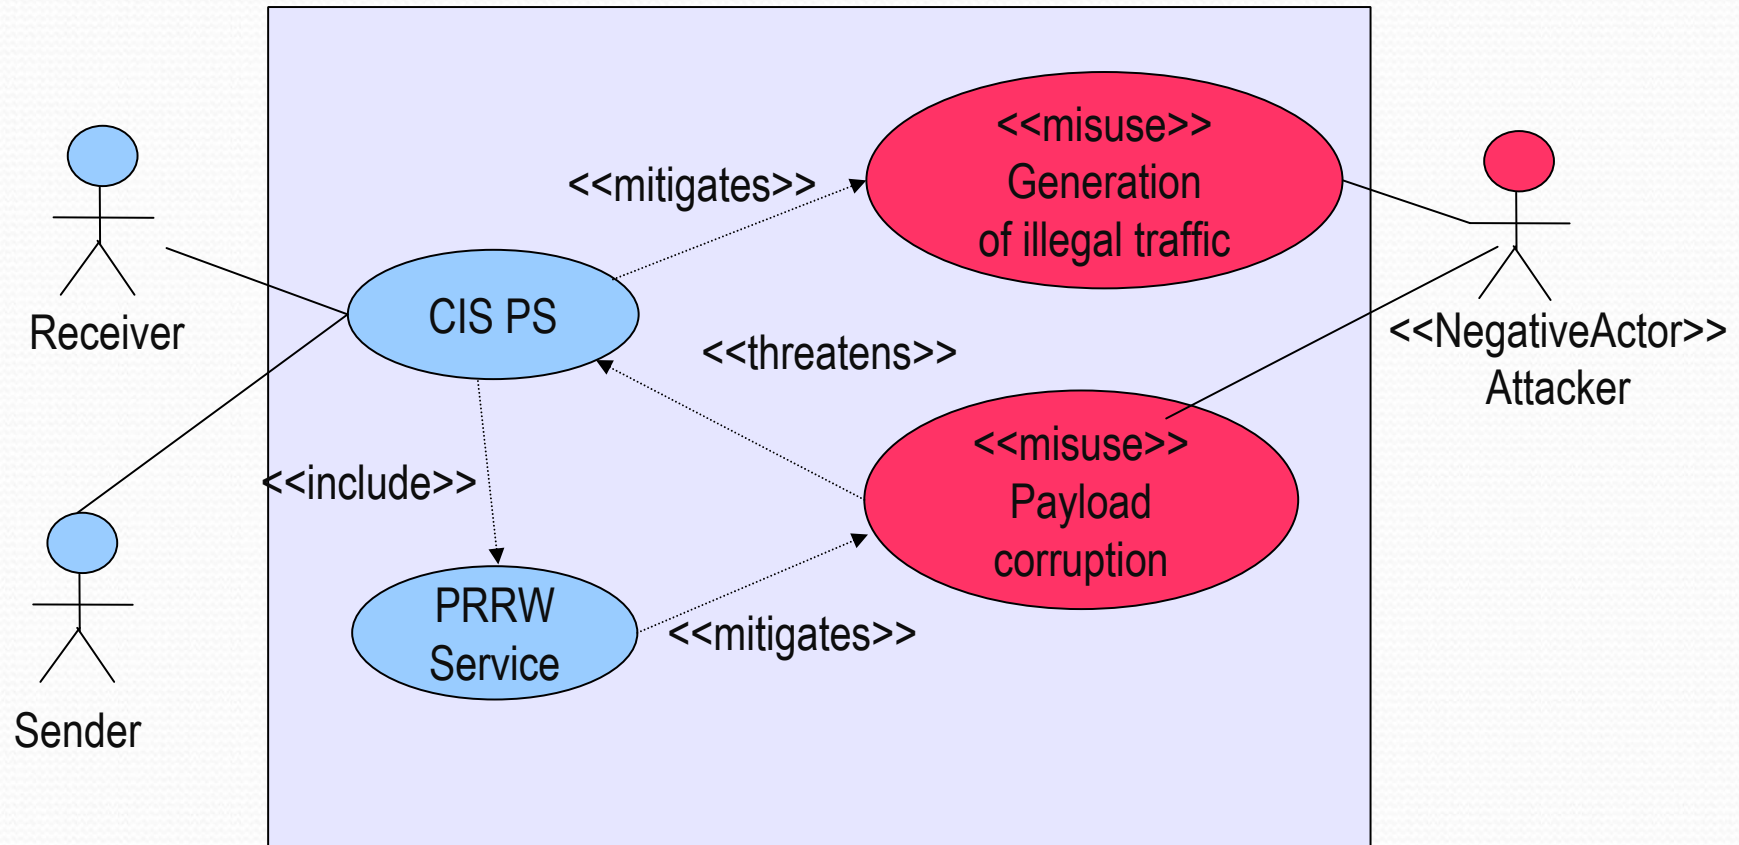 <<misuse>>
Generation
of illegal traffic
<<mitigates>>
Receiver
CIS PS
<<NegativeActor>>
Attacker
<<threatens>>
<<misuse>>
Payload
corruption
<<include>>
PRRW
Service
<<mitigates>>
Sender